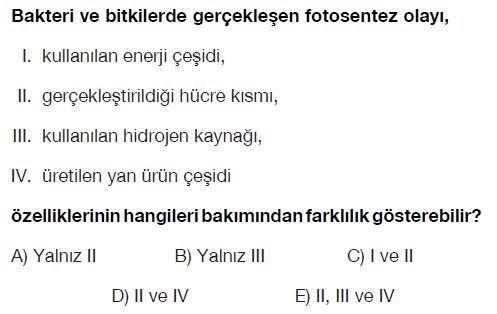 Bakteri ve bitkilerde gerçekleşen fotosentez olayı,
I. kullanılan enerji çeşidi,
II. gerçekleştirildiği hücre kısmı,
III. kullanılan hidrojen kaynağı,
IV. üretilen yan ürün çeşidi
özelliklerinin hangileri bakımından farklılık gösterebilir?
A) Yalnız II B) Yalnız III C) I ve II
D) II ve IV E) II, III ve IV